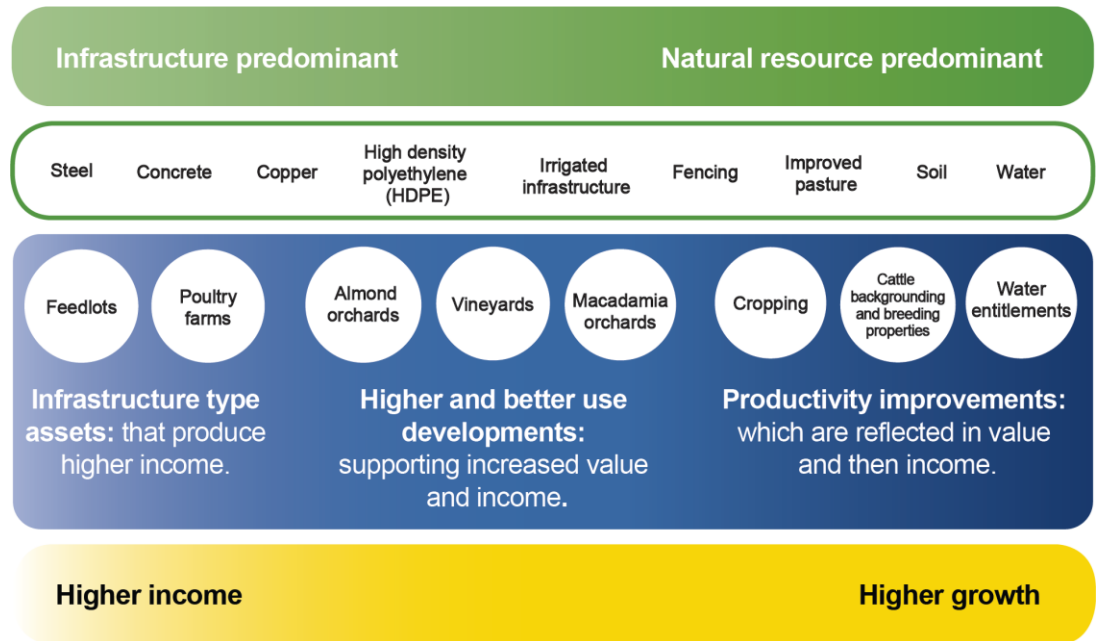 Infrastructure predominant
Natural resource predominant
Steel
Concrete
Copper
High density
polyethylene
(HDPE)
Irrigated
infrastructure
Fencing
Improved
pasture
Soil
Water
Feedlots
Poultry
farms
Almond
orchards
Vineyards
Macadamia
orchards
Cropping
Cattle
backgrounding
and breeding
properties
Water
entitlements
Infrastructure type
assets: that produce
higher income.
Higher and better use
developments:
supporting increased value
and income.
Productivity improvements:
which are reflected in value
and then income.
Higher income
Higher growth